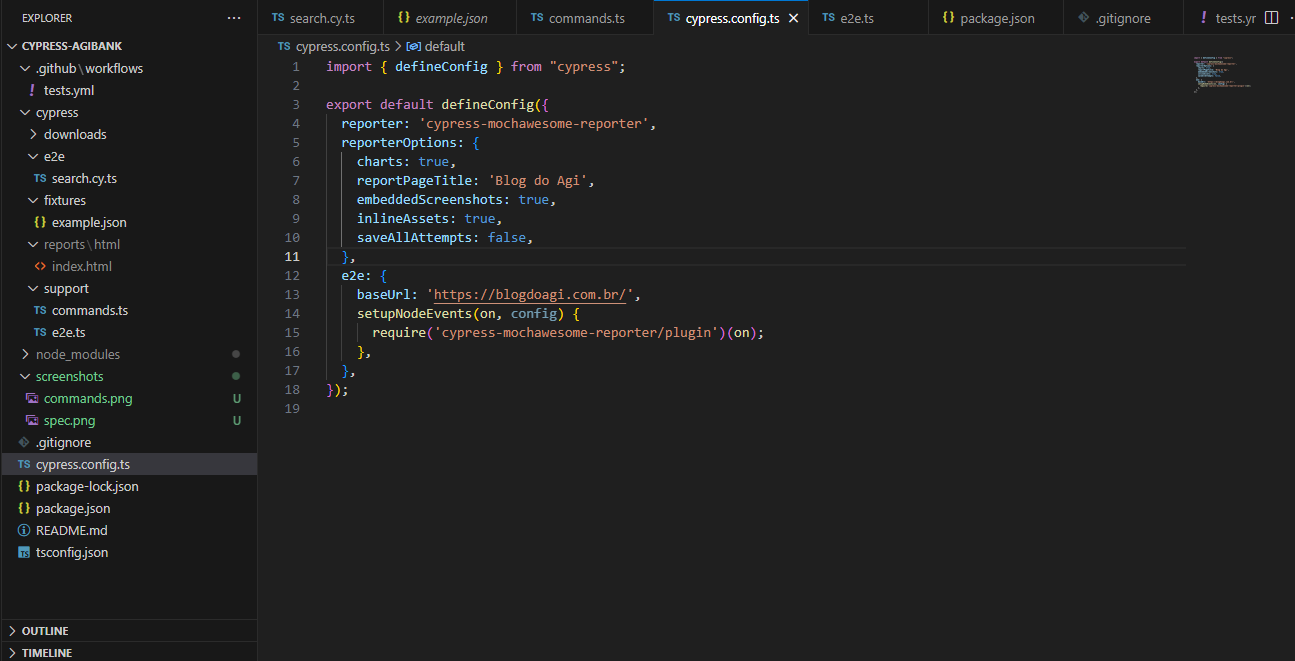 EXPLORER ...
CYPRESS-AGIBANK
.github\workflows
! tests.yml
cypress
downloads
e2e
TS search.cy.ts
fixtures
{} example.json
reports\html
<> index.html
support
TS commands.ts
TS e2e.ts
node_modules
screenshots
commands.png U
spec.png U
.gitignore
TS cypress.config.ts
{} package-lock.json
{} package.json
README.md
TS tsconfig.json
OUTLINE
TIMELINE
TS search.cy.ts {} example.json TS commands.ts TS cypress.config.ts TS e2e.ts {} package.json .gitignore ! tests.yr
TS cypress.config.ts > default
1 import { defineConfig } from "cypress";
2
3 export default defineConfig({
4 reporter: 'cypress-mochawesome-reporter',
5 reporterOptions: {
6 charts: true,
7 reportPageTitle: 'Blog do Agi',
8 embeddedScreenshots: true,
9 inlineAssets: true,
10 saveAllAttempts: false,
11 },
12 e2e: {
13 baseUrl: 'https://blogdoagi.com.br/',
14 setupNodeEvents(on, config) {
15 require('cypress-mochawesome-reporter/plugin')(on);
16 },
17 },
18 });
19